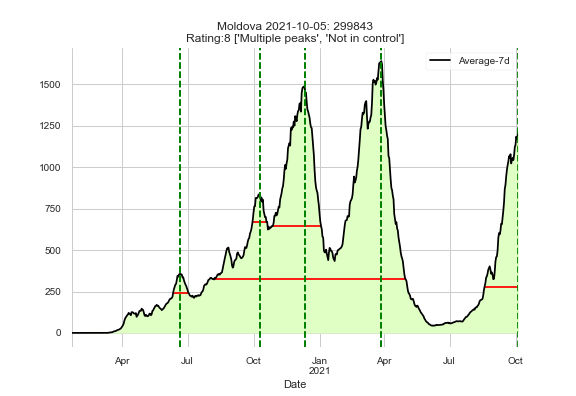 Moldova 2021-10-05: 299843
Rating:8 ['Multiple peaks', 'Not in control']
Average-7d
1500
1250
1000
750
500
250
0
Apr Jul Oct Jan Apr Jul Oct
2021
Date